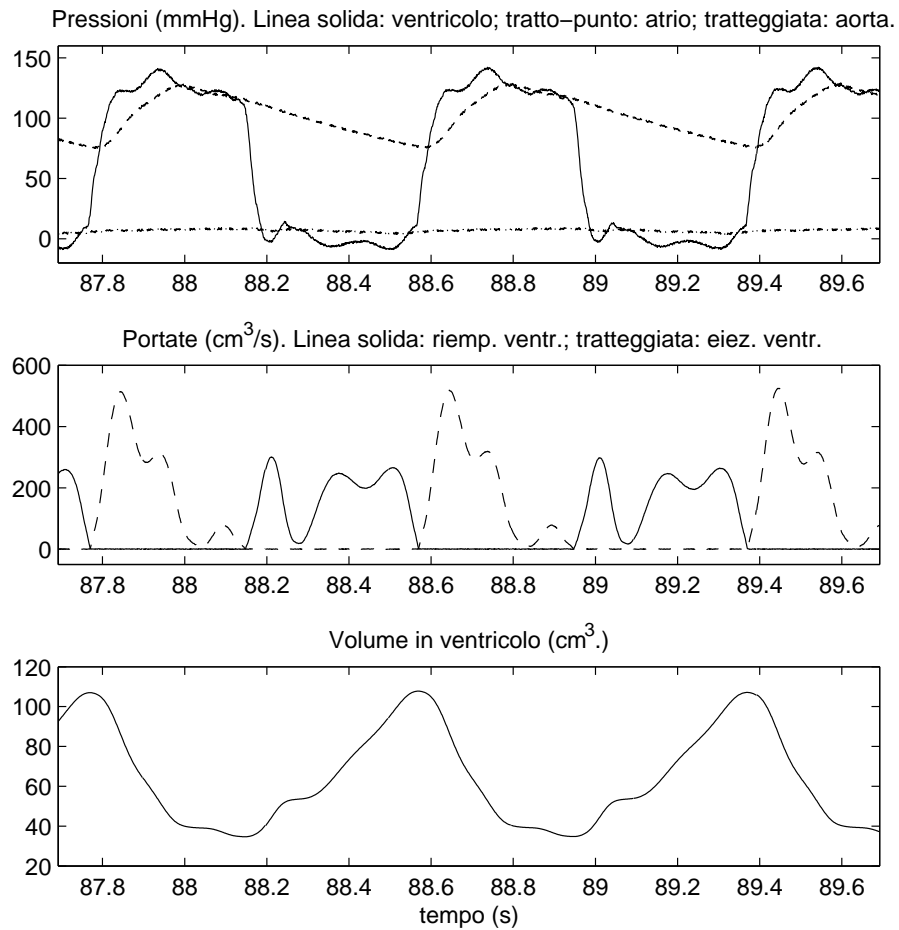 Pressioni (mmHg). Linea solida: ventricolo; tratto−punto: atrio; tratteggiata: aorta.
150
100
50
0
87.8 88 88.2 88.4 88.6 88.8 89 89.2 89.4 89.6
Portate (cm³/s). Linea solida: riemp. ventr.; tratteggiata: eiez. ventr.
600
400
200
0
87.8 88 88.2 88.4 88.6 88.8 89 89.2 89.4 89.6
Volume in ventricolo (cm³.)
120
100
80
60
40
20
87.8 88 88.2 88.4 88.6 88.8 89 89.2 89.4 89.6
tempo (s)